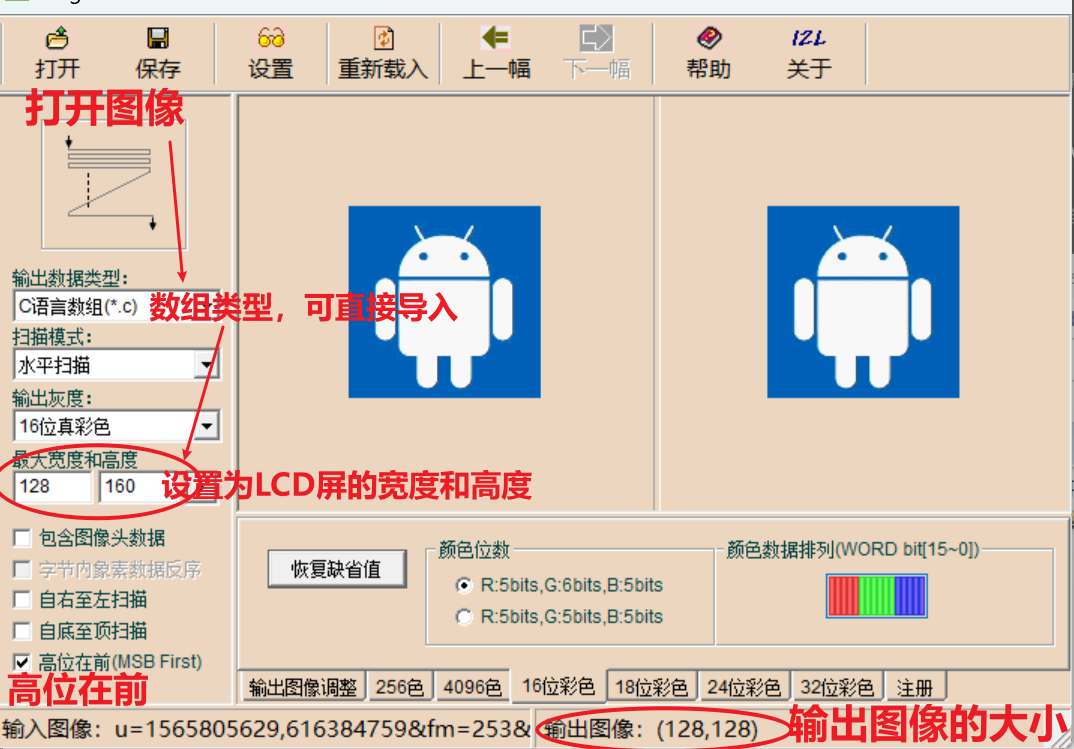 打开 保存 设置 重新载入 上一幅 下一幅 帮助 关于
打开图像
输出数据类型:
C语言数组(*.c)
数组类型，可直接导入
扫描模式:
水平扫描
输出灰度:
16位真彩色
最大宽度和高度
128 160
设置为LCD屏的宽度和高度
包含图像头数据
字节内象素数据反序
自右至左扫描
自底至顶扫描
高位在前(MSB First)
高位在前
恢复缺省值
颜色位数
R:5bits,G:6bits,B:5bits
R:5bits,G:5bits,B:5bits
颜色数据排列(WORD bit[15~0])
输出图像调整 256色 4096色 16位彩色 18位彩色 24位彩色 32位彩色 注册
输入图像: u=1565805629,616384759&fm=253& 输出图像: (128,128)
输出图像的大小